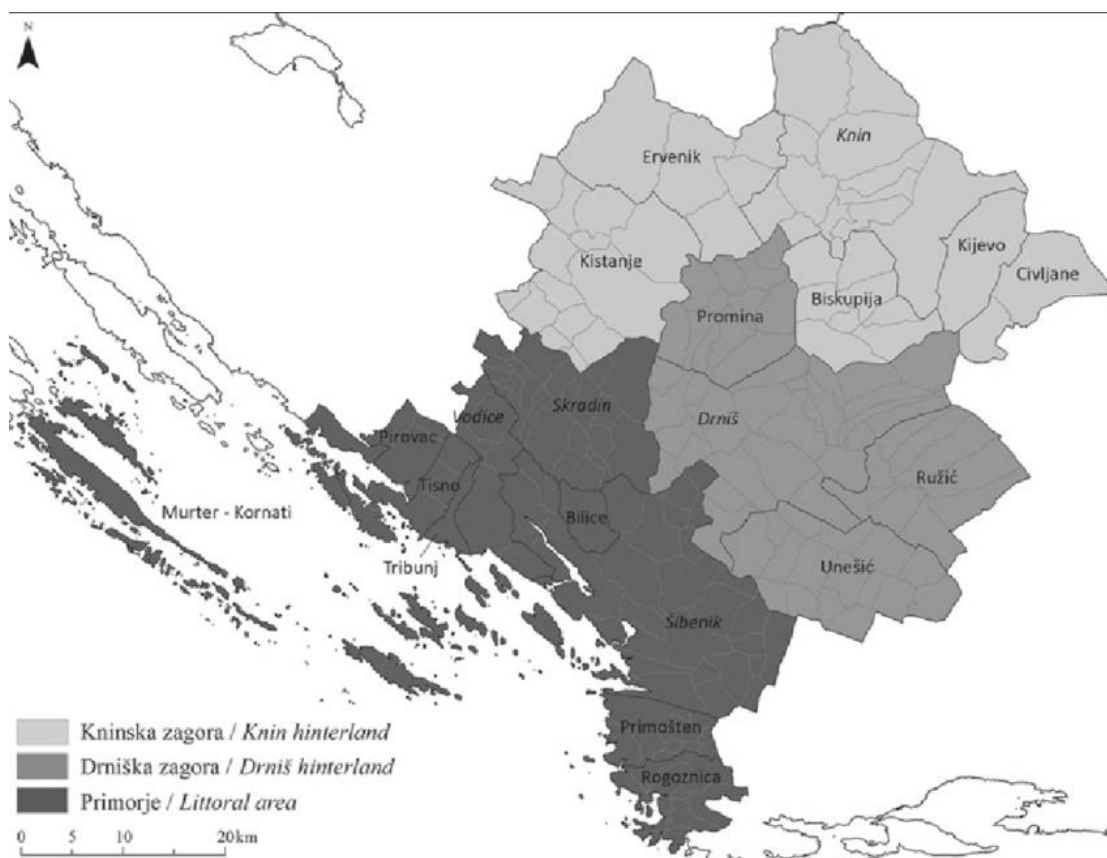 N
Knin
Ervenik
Kijevo
Kistanje
Civljane
Biskupija
Promina
Vodice
Skradin
Drniš
Pirovac
Ružić
Tisno
Murter - Kornati
Bilice
Tribunj
Unešić
Šibenik
Primošten
Rogoznica
Kninska zagora / Knin hinterland
Drniška zagora / Drniš hinterland
Primorje / Littoral area
0 5 10 20km